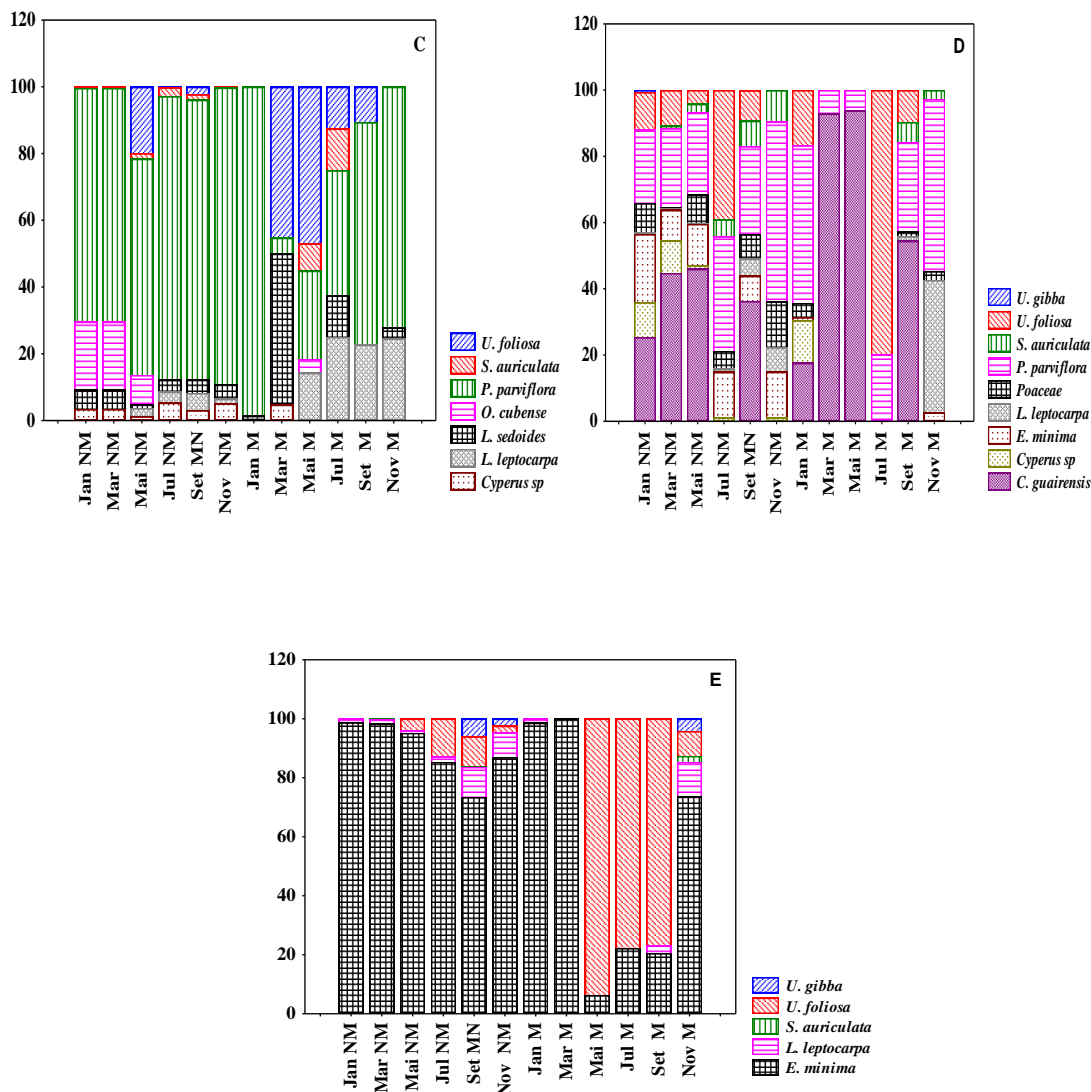 120
100
80
60
40
20
0
C
Jan NM
Mar NM
Mai NM
Jul NM
Set MN
Nov NM
Jan M
Mar M
Mai M
Jul M
Set M
Nov M
U. foliosa
S. auriculata
P. parviflora
O. cubense
L. sedoides
L. leptocarpa
Cyperus sp
120
100
80
60
40
20
0
D
Jan NM
Mar NM
Mai NM
Jul NM
Set MN
Nov NM
Jan M
Mar M
Mai M
Jul M
Set M
Nov M
U. gibba
U. foliosa
S. auriculata
P. parviflora
Poaceae
L. leptocarpa
E. minima
Cyperus sp
C. guairensis
120
100
80
60
40
20
0
E
Jan NM
Mar NM
Mai NM
Jul NM
Set MN
Nov NM
Jan M
Mar M
Mai M
Jul M
Set M
Nov M
U. gibba
U. foliosa
S. auriculata
L. leptocarpa
E. minima